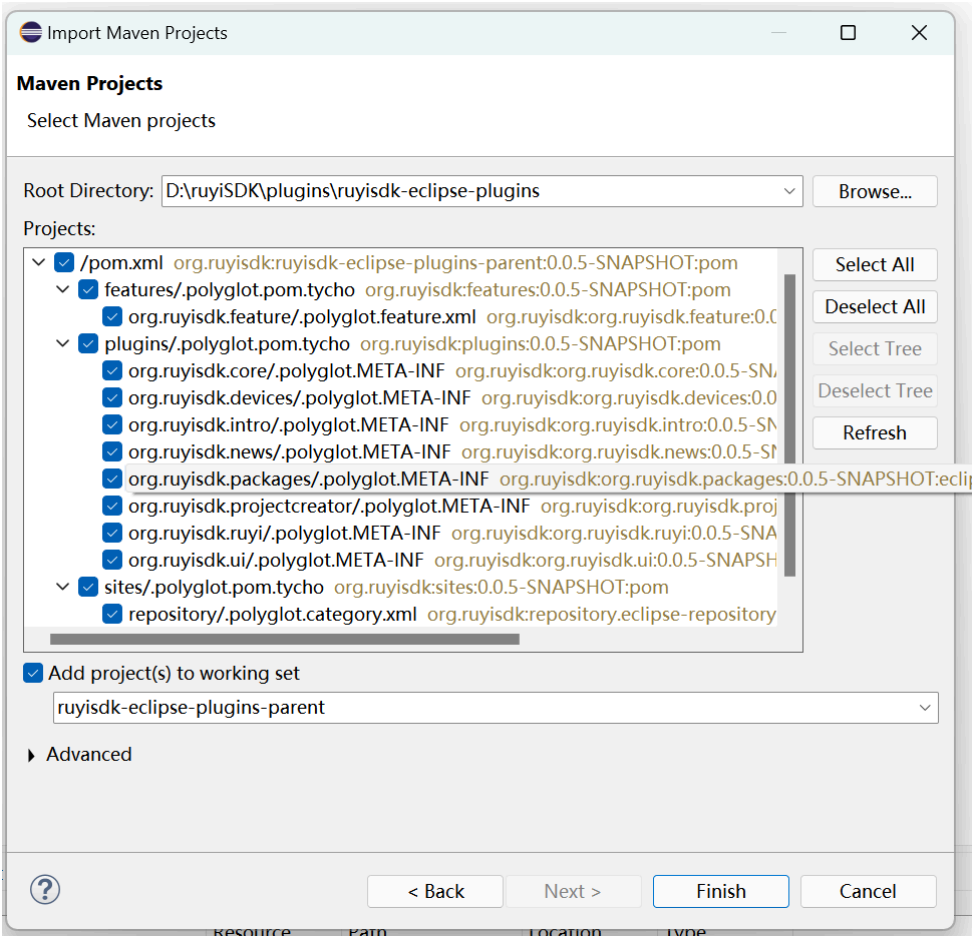 Import Maven Projects
Maven Projects
Select Maven projects
Root Directory: D:\ruyiSDK\plugins\ruyisdk-eclipse-plugins Browse...
Projects:
/pom.xml org.ruyisdk:ruyisdk-eclipse-plugins-parent:0.0.5-SNAPSHOT:pom
features/.polyglot.pom.tycho org.ruyisdk:features:0.0.5-SNAPSHOT:pom
org.ruyisdk.feature/.polyglot.feature.xml org.ruyisdk:org.ruyisdk.feature:0.0
plugins/.polyglot.pom.tycho org.ruyisdk:plugins:0.0.5-SNAPSHOT:pom
org.ruyisdk.core/.polyglot.META-INF org.ruyisdk:org.ruyisdk.core:0.0.5-SN
org.ruyisdk.devices/.polyglot.META-INF org.ruyisdk:org.ruyisdk.devices:0.0
org.ruyisdk.intro/.polyglot.META-INF org.ruyisdk:org.ruyisdk.intro:0.0.5-SN
org.ruyisdk.news/.polyglot.META-INF org.ruyisdk:org.ruyisdk.news:0.0.5-SN
org.ruyisdk.packages/.polyglot.META-INF org.ruyisdk:org.ruyisdk.packages:0.0.5-SNAPSHOT:eclip
org.ruyisdk.projectcreator/.polyglot.META-INF org.ruyisdk:org.ruyisdk.proj
org.ruyisdk.ruyi/.polyglot.META-INF org.ruyisdk:org.ruyisdk.ruyi:0.0.5-SNA
org.ruyisdk.ui/.polyglot.META-INF org.ruyisdk:org.ruyisdk.ui:0.0.5-SNAPSH
sites/.polyglot.pom.tycho org.ruyisdk:sites:0.0.5-SNAPSHOT:pom
repository/.polyglot.category.xml org.ruyisdk:repository.eclipse-repository
Select All
Deselect All
Select Tree
Deselect Tree
Refresh
Add project(s) to working set
ruyisdk-eclipse-plugins-parent
Advanced
?
< Back Next > Finish Cancel
Resource Path Location Type